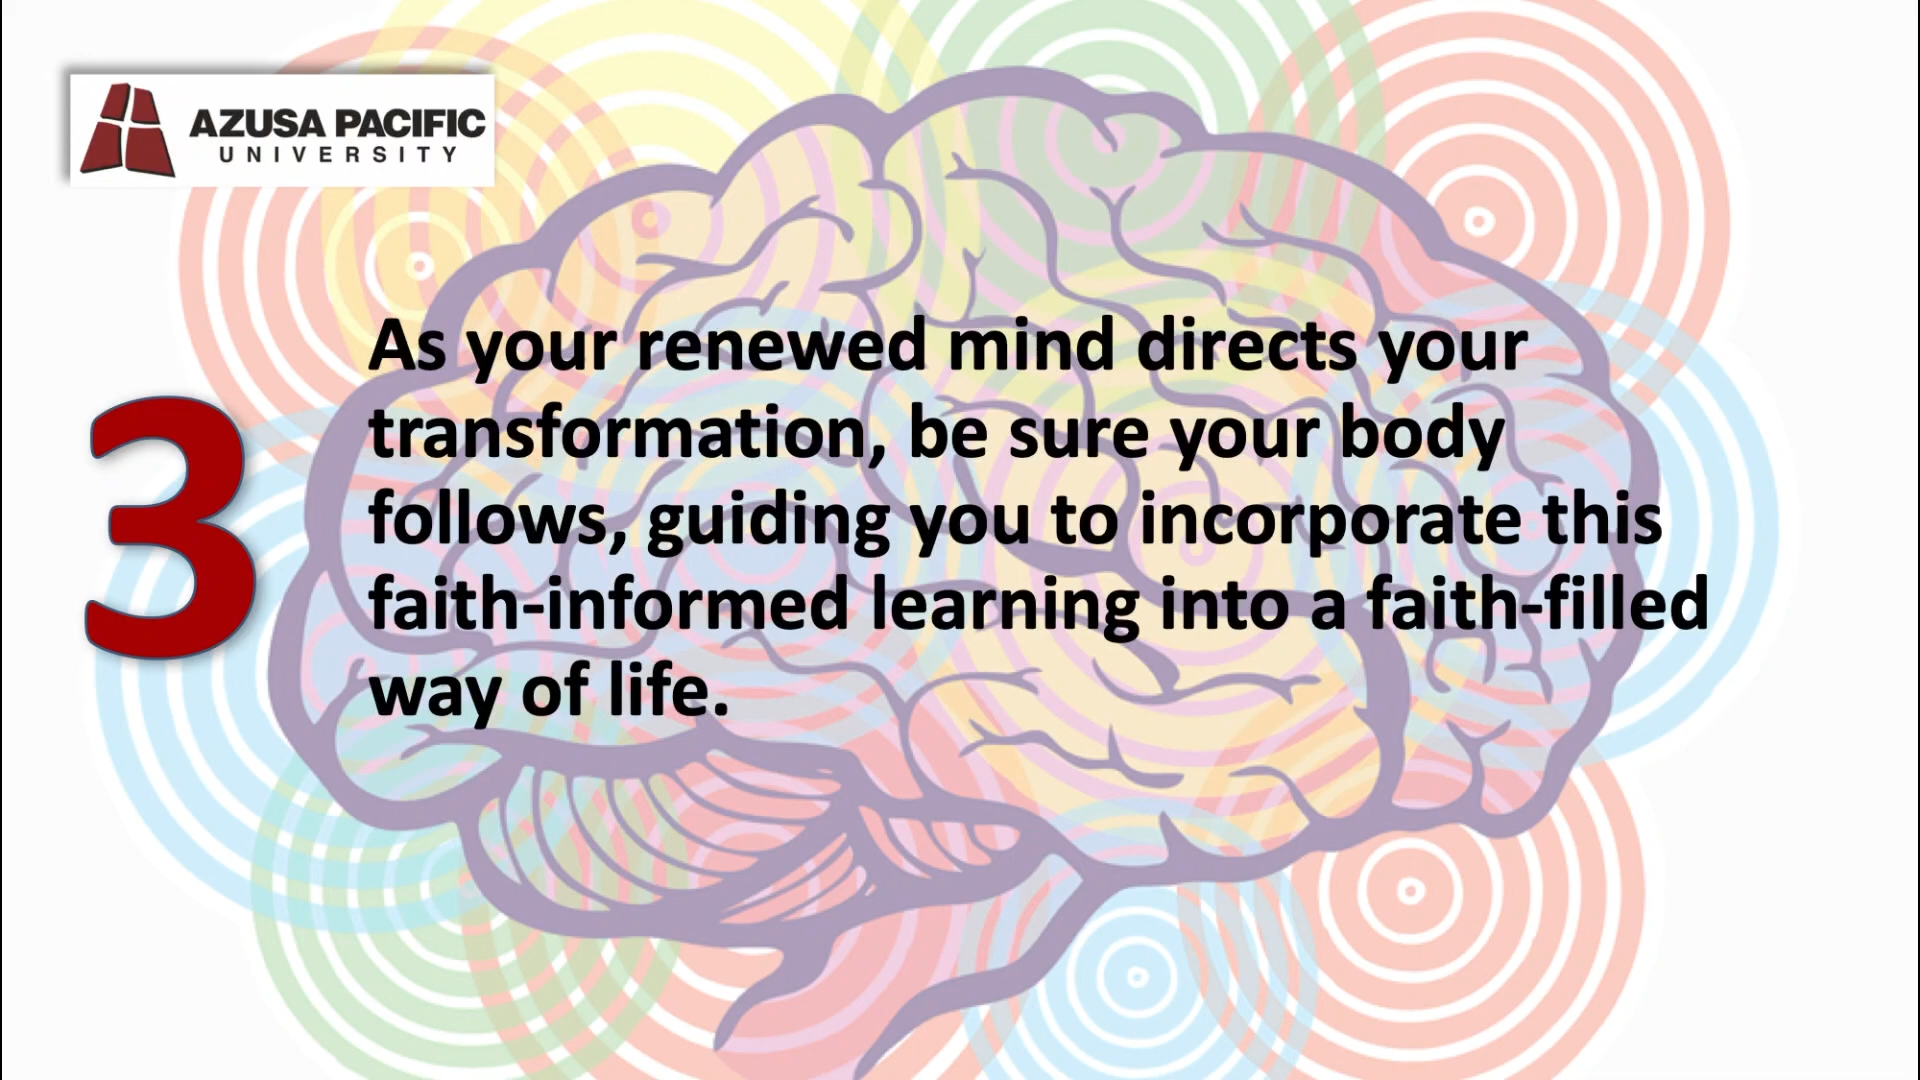 AZUSA PACIFIC
UNIVERSITY
3
As your renewed mind directs your
transformation, be sure your body
follows, guiding you to incorporate this
faith-informed learning into a faith-filled
way of life.